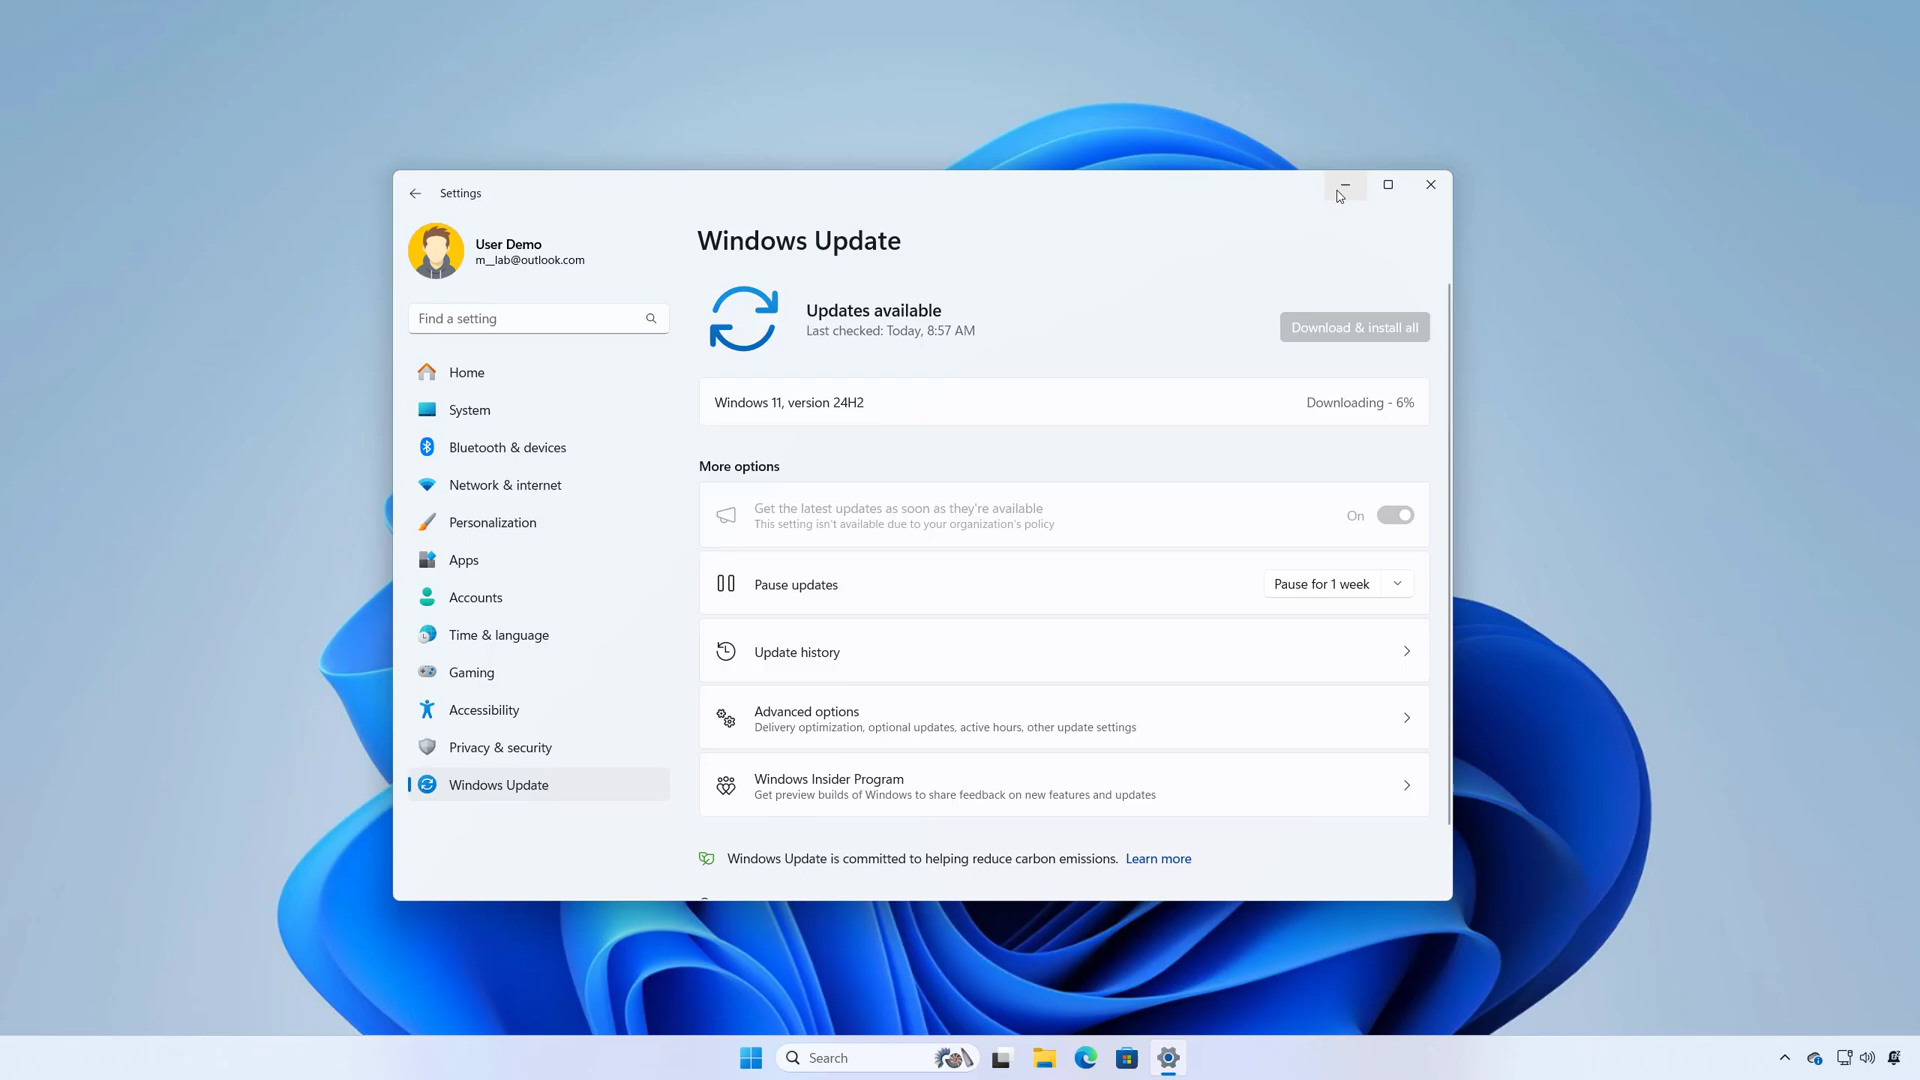 Settings
User Demo
m__lab@outlook.com
Find a setting
Home
System
Bluetooth & devices
Network & internet
Personalization
Apps
Accounts
Time & language
Gaming
Accessibility
Privacy & security
Windows Update
Windows Update
Updates available
Last checked: Today, 8:57 AM
Download & install all
Windows 11, version 24H2
Downloading - 6%
More options
Get the latest updates as soon as they're available
This setting isn't available due to your organization's policy
On
Pause updates
Pause for 1 week
Update history
Advanced options
Delivery optimization, optional updates, active hours, other update settings
Windows Insider Program
Get preview builds of Windows to share feedback on new features and updates
Windows Update is committed to helping reduce carbon emissions. Learn more
Search